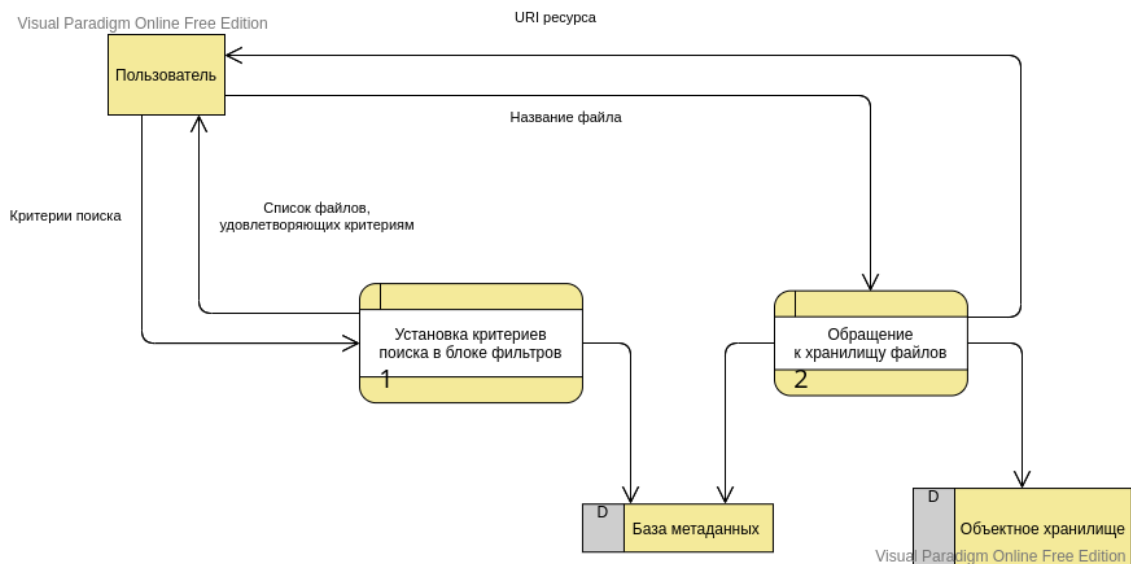 Visual Paradigm Online Free Edition
URI ресурса
Пользователь
Название файла
Критерии поиска
Список файлов,
удовлетворяющих критериям
Установка критериев
поиска в блоке фильтров
1
Обращение
к хранилищу файлов
2
D
База метаданных
D
Объектное хранилище
Visual Paradigm Online Free Edition